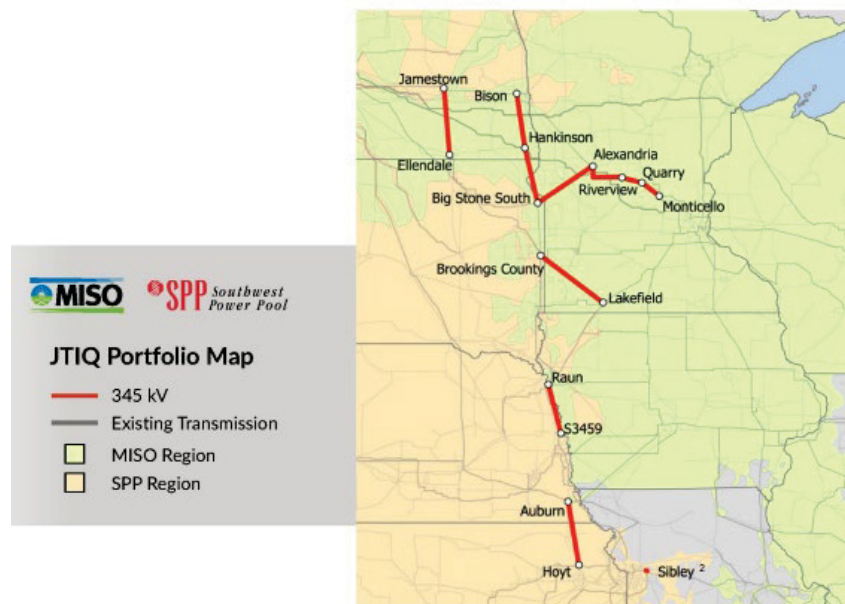 Jamestown
Bison
Hankinson
Alexandria
Ellendale
Quarry
Riverview
Big Stone South
Monticello
Brookings County
Lakefield
MISO
SPP Southwest
Power Pool
JTIQ Portfolio Map
345 kV
Existing Transmission
MISO Region
SPP Region
Raun
S3459
Auburn
Hoyt
Sibley 2